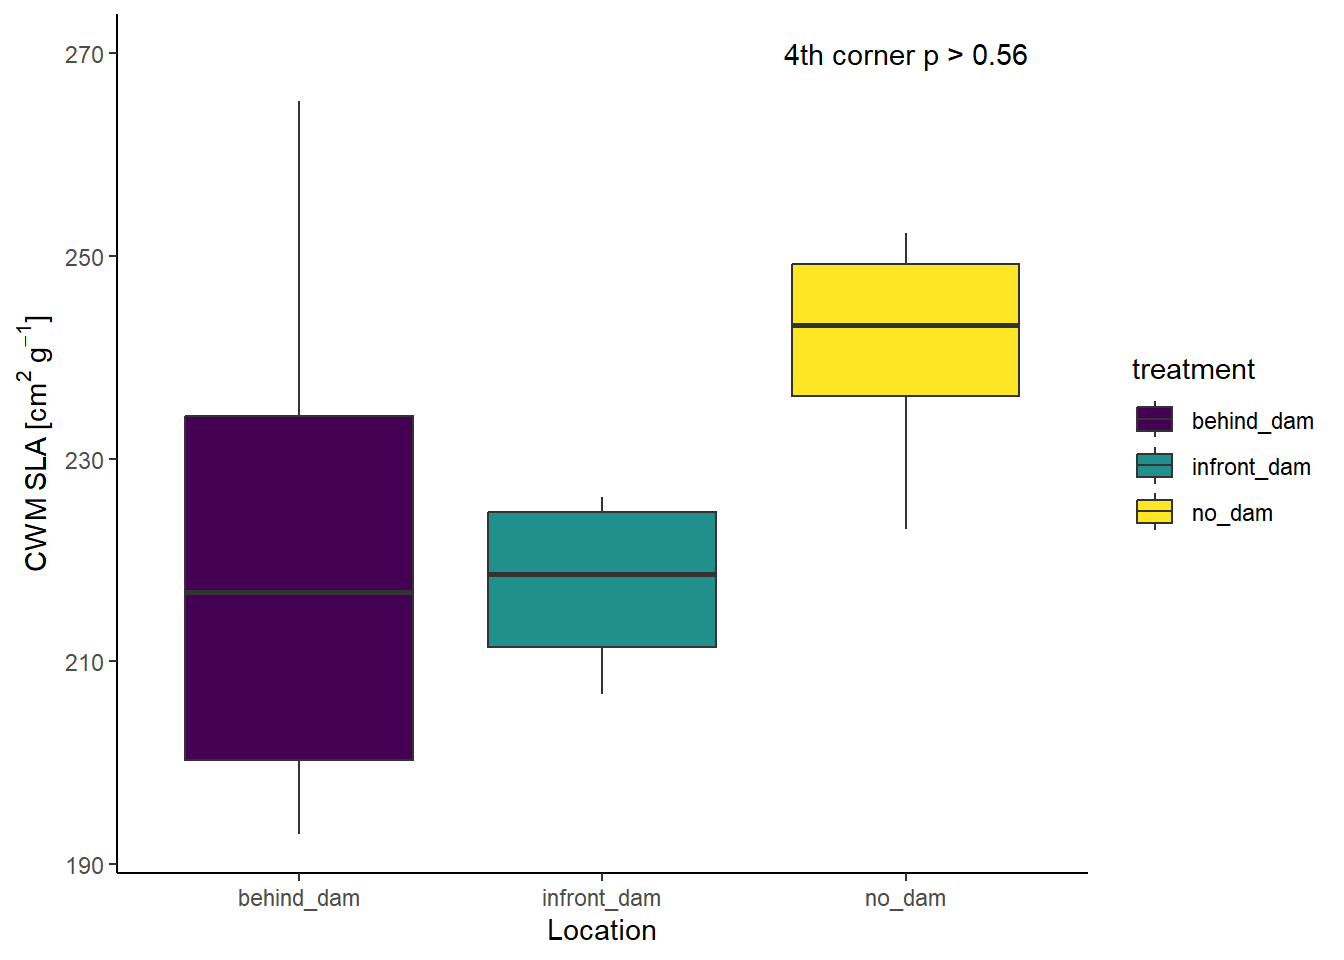 4th corner p > 0.56
270
250
230
210
190
CWM SLA [cm² g⁻¹]
behind_dam
infront_dam
no_dam
Location
treatment
behind_dam
infront_dam
no_dam